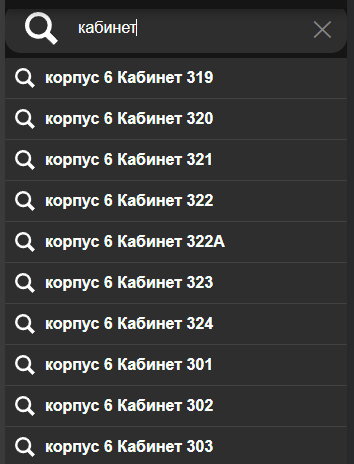 кабинет
корпус 6 Кабинет 319
корпус 6 Кабинет 320
корпус 6 Кабинет 321
корпус 6 Кабинет 322
корпус 6 Кабинет 322А
корпус 6 Кабинет 323
корпус 6 Кабинет 324
корпус 6 Кабинет 301
корпус 6 Кабинет 302
корпус 6 Кабинет 303